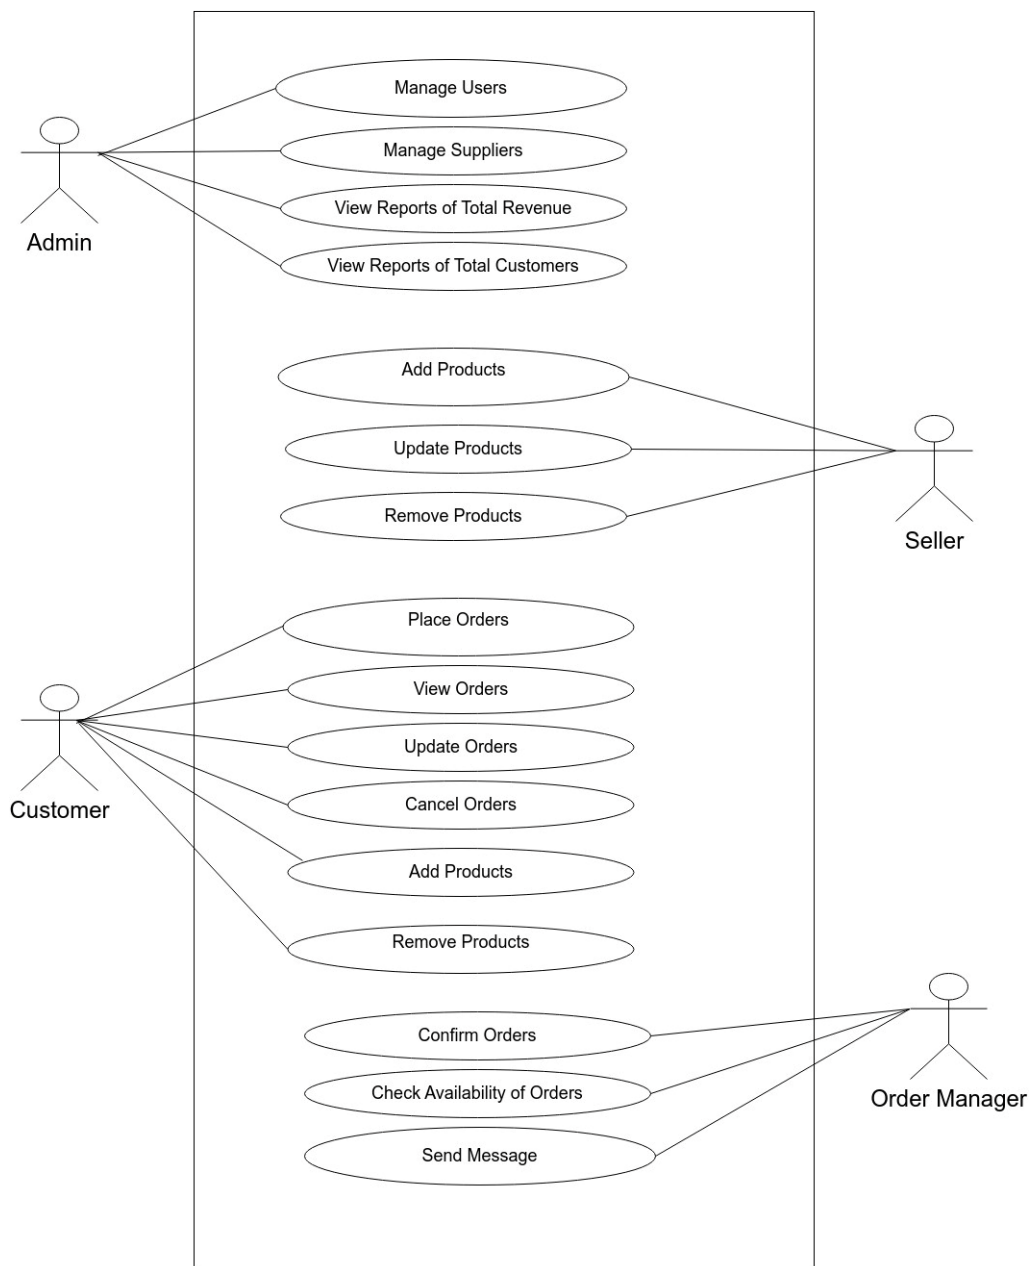 Manage Users
Manage Suppliers
View Reports of Total Revenue
Admin
View Reports of Total Customers
Add Products
Update Products
Remove Products
Seller
Place Orders
View Orders
Update Orders
Cancel Orders
Customer
Add Products
Remove Products
Confirm Orders
Check Availability of Orders
Order Manager
Send Message